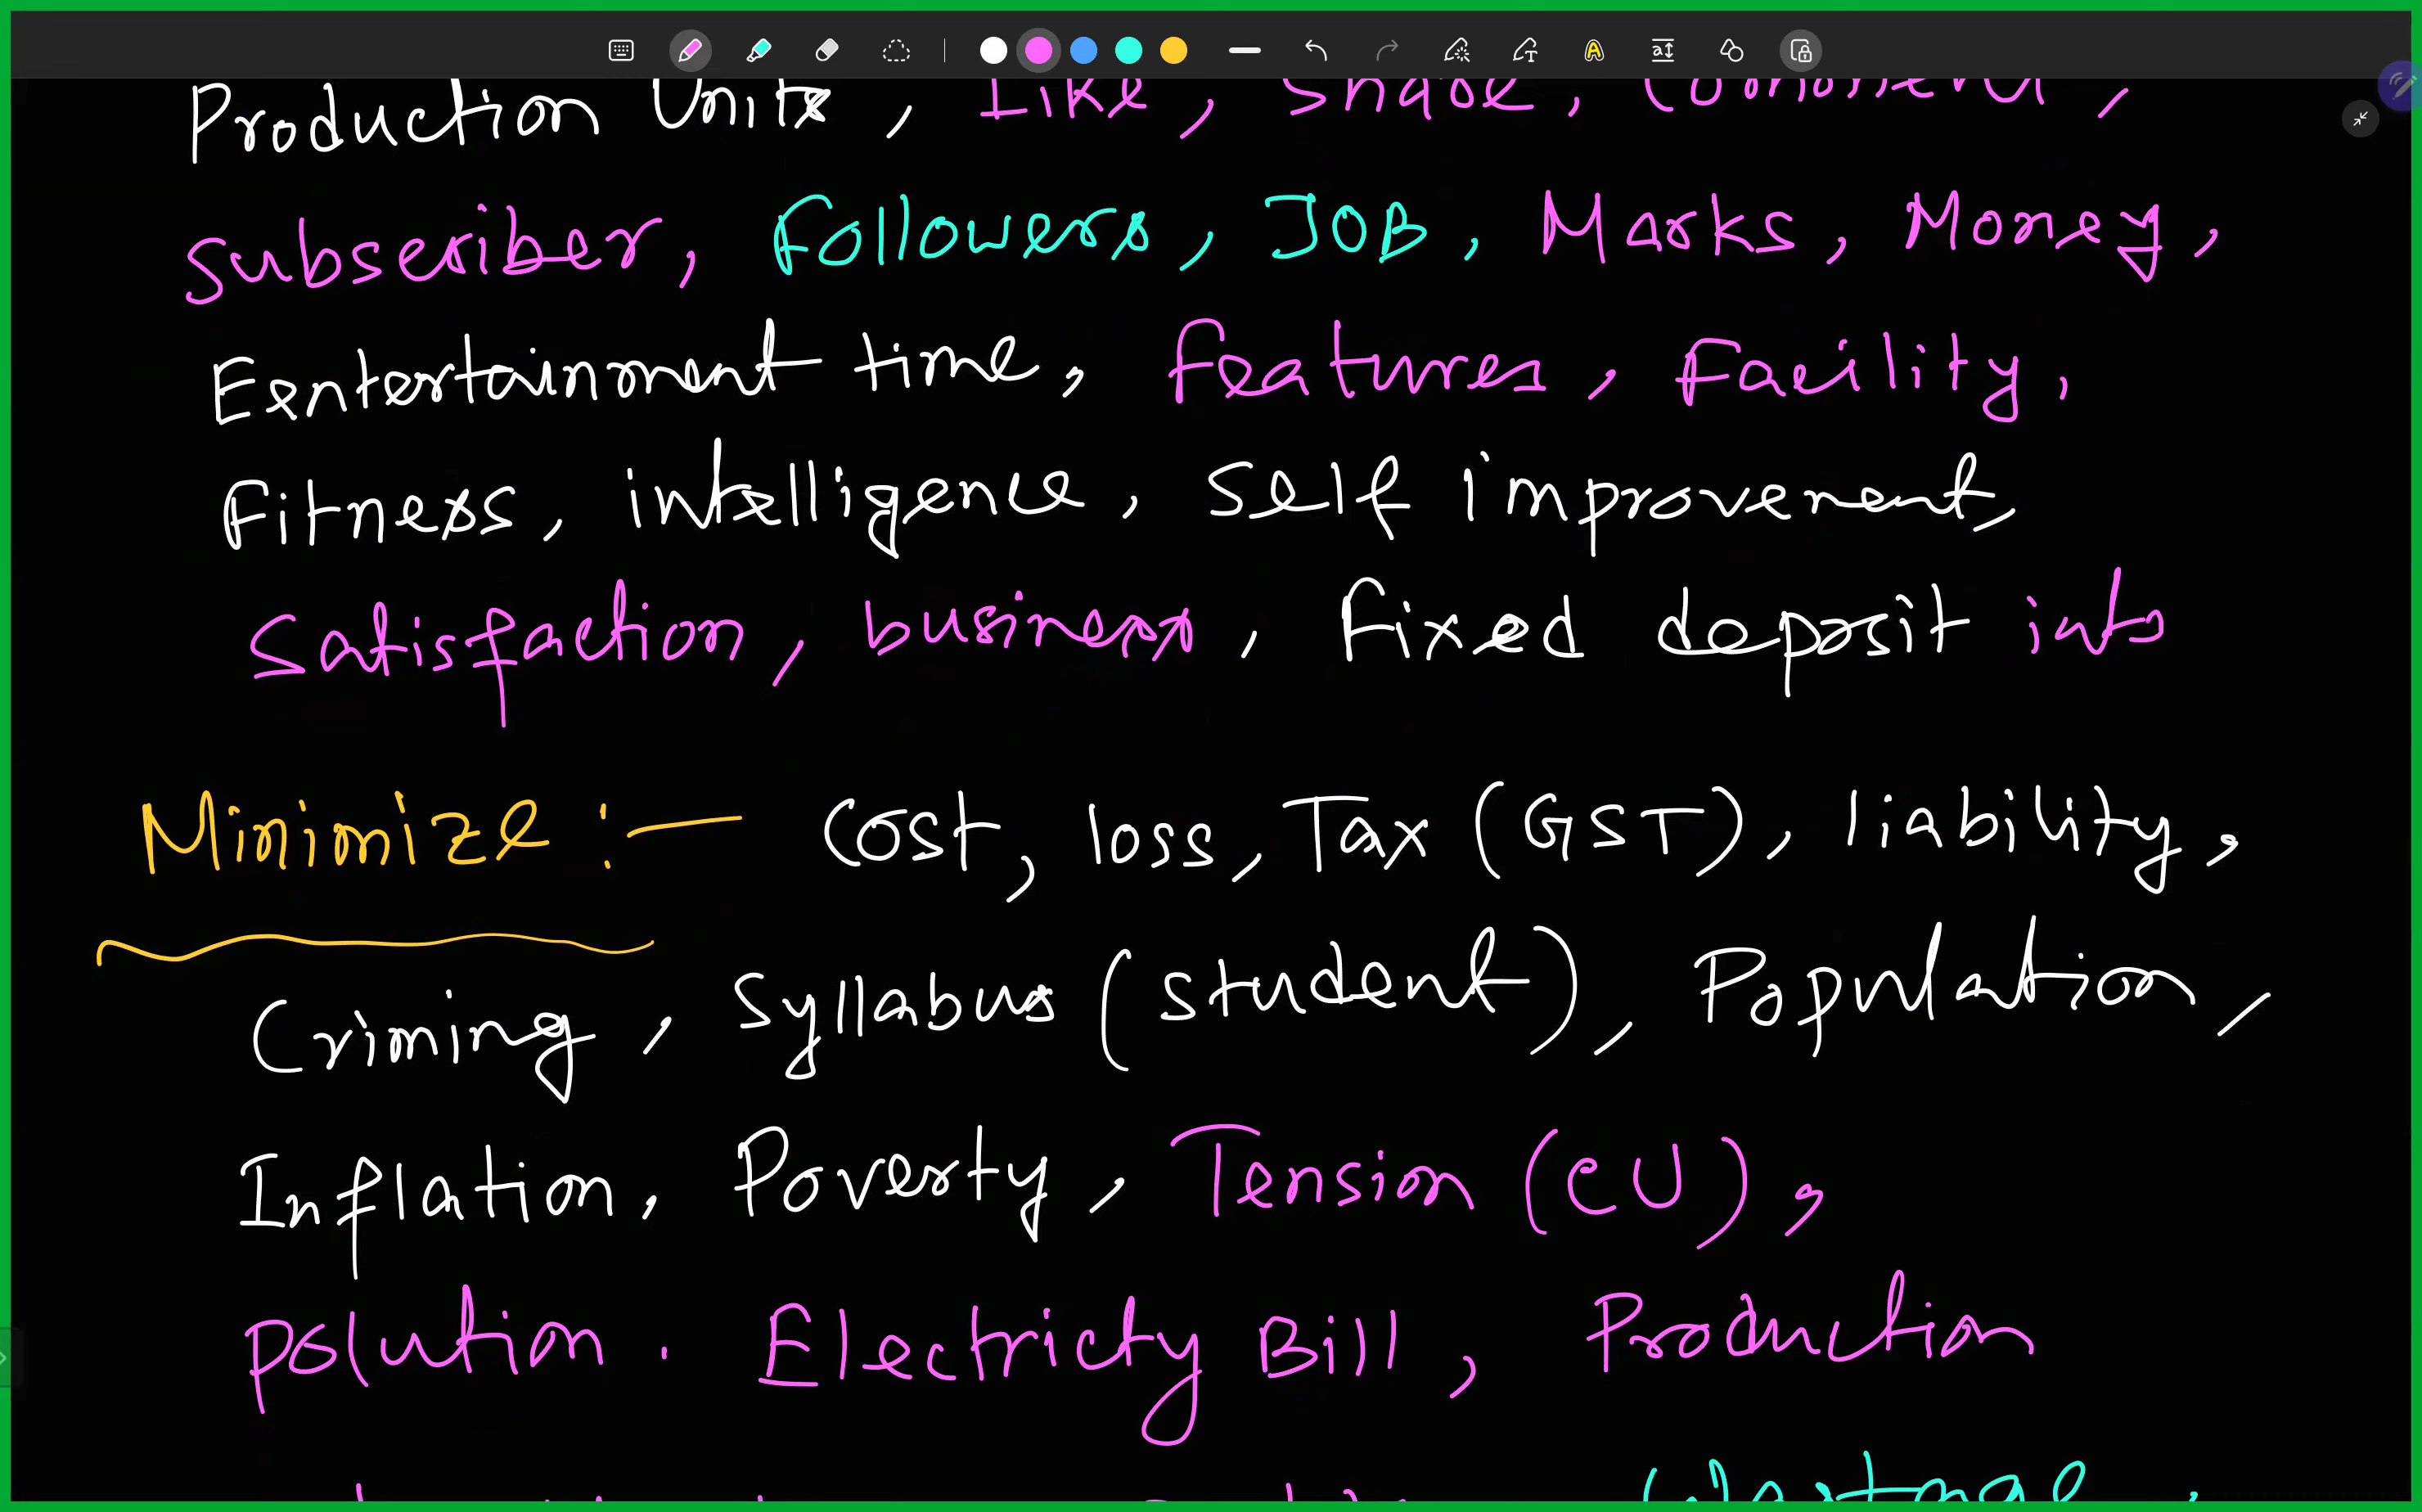 Production Units, Like, Share, Comment,
Subscriber, Followers, JOB, Marks, Money,
Eentertainment time, Features, Facility,
Fitness, intelligence, Self improvement,
Satisfaction, business, Fixed deposit ints
Minimize :— Cost, loss, Tax (GST), liability,
Criming, Syllabus (student), Population,
Inflation, Poverty, Tension (CU),
Polution. Electricty Bill, Production
Wastage,